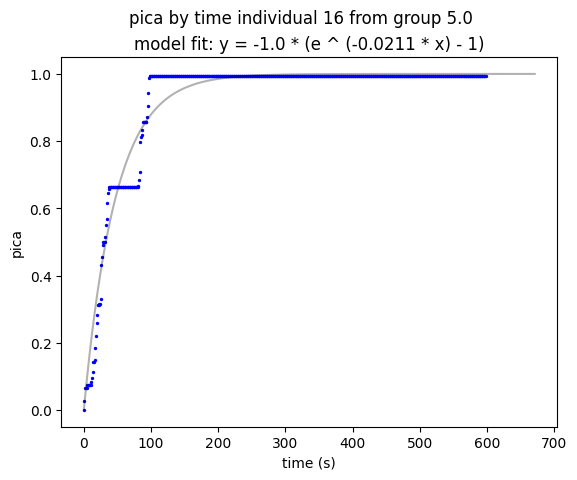 pica by time individual 16 from group 5.0
model fit: y = -1.0 * (e ^ (-0.0211 * x) - 1)
1.0
0.8
0.6
0.4
0.2
0.0
pica
0 100 200 300 400 500 600 700
time (s)